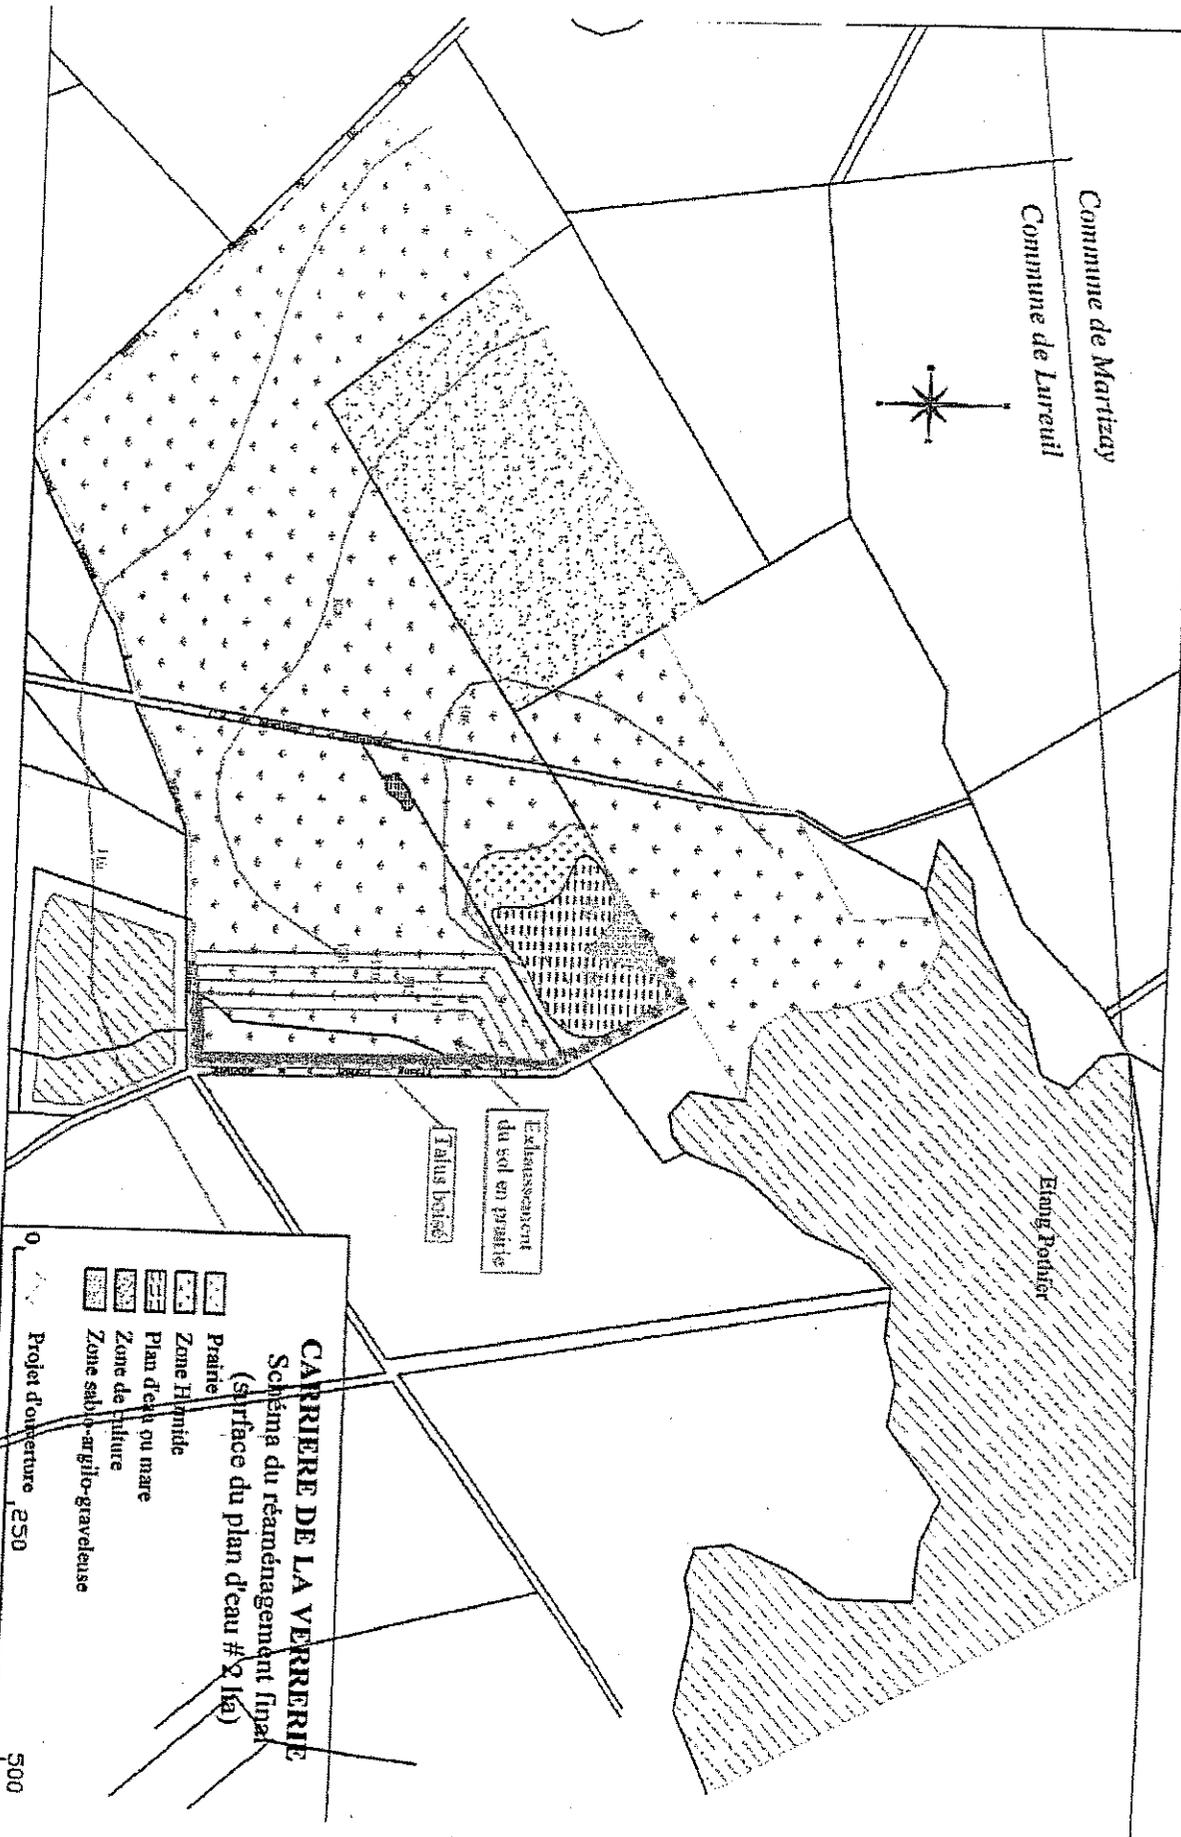 Commune de Martizay
Commune de Lureuil
Etang Pothier
Exhaussement
du sol en prairie
Talus boisé
CARRIERE DE LA VERRERIE
Schéma du réaménagement final
(surface du plan d'eau # 2 ha)
Prairie
Zone Humide
Plan d'eau ou mare
Zone de culture
Zone sablo-argilo-graveleuse
Projet d'ouverture
0
250
500